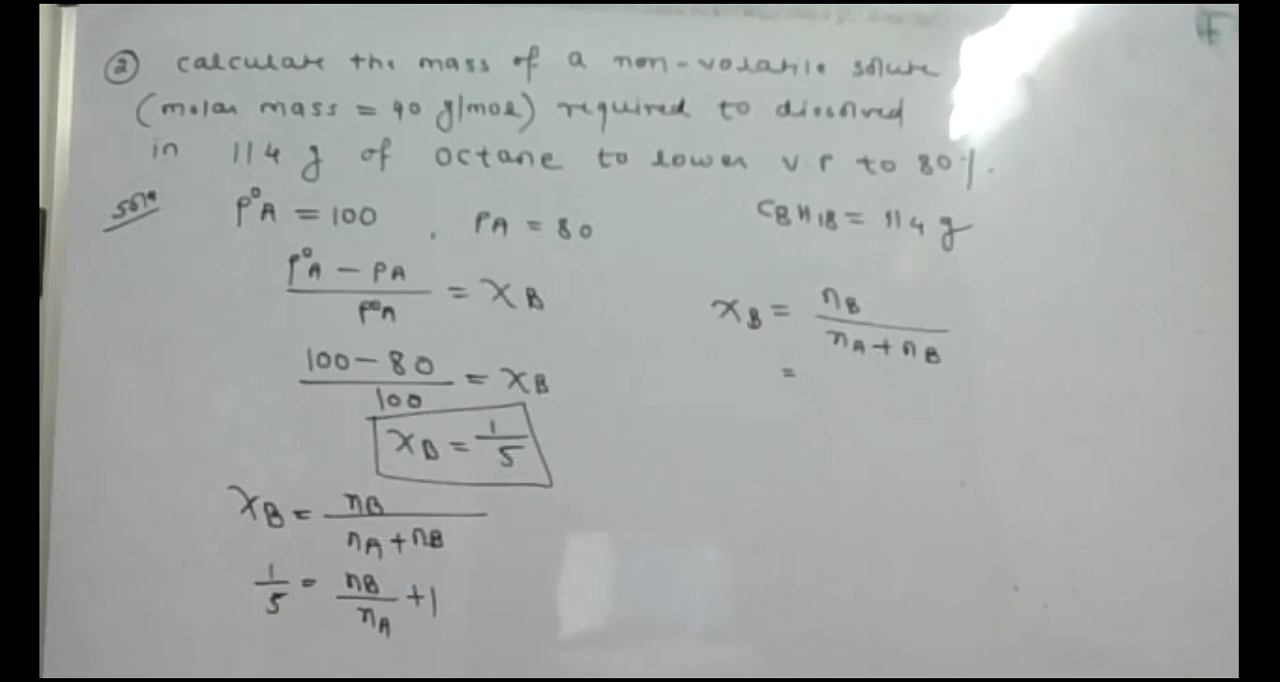 ② calculate the mass of a non-volatile solute
(molar mass = 40 g/mol) required to dissolved
in 114 g of octane to lower v.p to 80%.
Soln P°A = 100 , PA = 80 C8H18 = 114 g
P°A - PA / P°A = XB
XB = nB / nA + nB
100 - 80 / 100 = XB
=
XB = 1/5
XB = nB / nA + nB
1/5 = nB/nA + 1